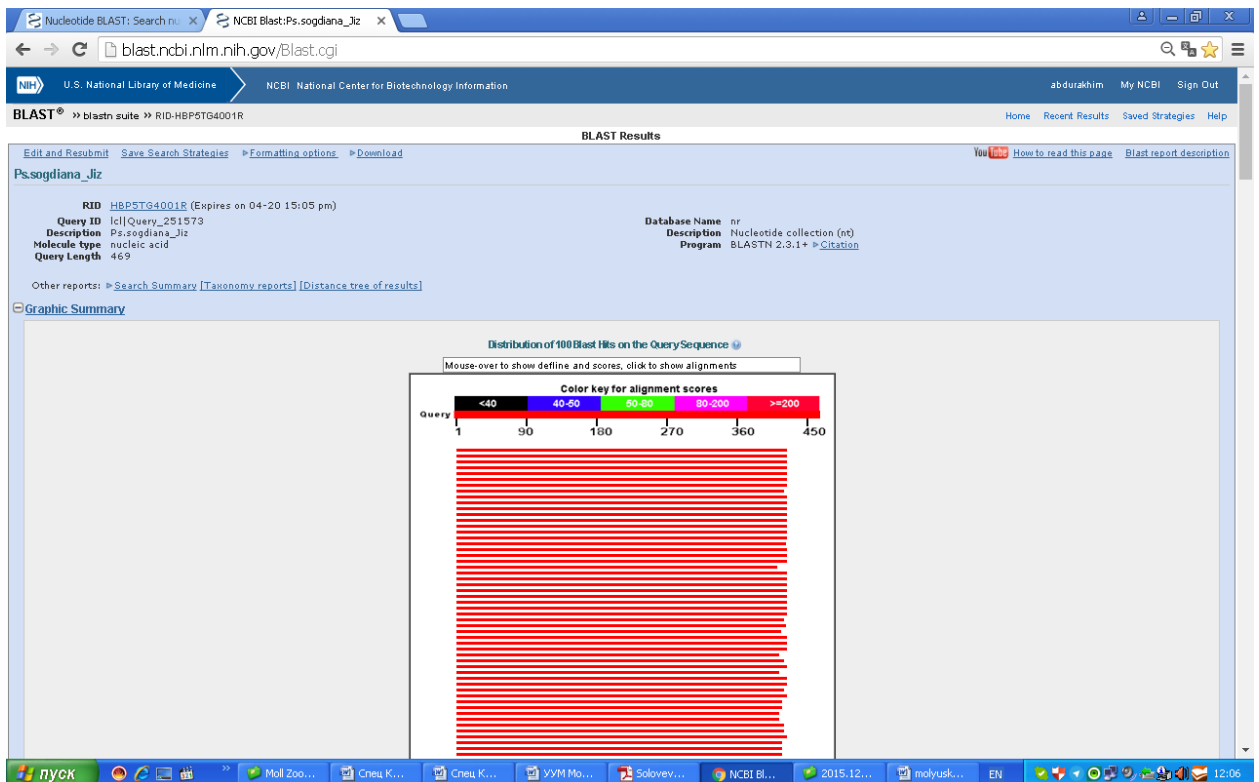 Nucleotide BLAST: Search nu
NCBI Blast:Ps.sogdiana_Jiz
blast.ncbi.nlm.nih.gov/Blast.cgi
NIH U.S. National Library of Medicine NCBI National Center for Biotechnology Information abdurakhim My NCBI Sign Out
BLAST® >> blastn suite >> RID-HBP5TG4001R Home Recent Results Saved Strategies Help
BLAST Results
Edit and Resubmit Save Search Strategies Formatting options Download You Tube How to read this page Blast report description
Ps.sogdiana_Jiz
RID HBP5TG4001R (Expires on 04-20 15:05 pm)
Query ID lcl|Query_251573 Database Name nr
Description Ps.sogdiana_Jiz Description Nucleotide collection (nt)
Molecule type nucleic acid Program BLASTN 2.3.1+ Citation
Query Length 469
Other reports: Search Summary [Taxonomy reports] [Distance tree of results]
Graphic Summary
Distribution of 100 Blast Hits on the Query Sequence
Mouse-over to show defline and scores, click to show alignments
Color key for alignment scores
<40 40-50 50-80 80-200 >=200
Query
1 90 180 270 360 450
пуск Moll Zoo... Спец К... Спец К... УУМ Мо... Solovev... NCBI Bl... 2015.12... molyusk... EN 12:06